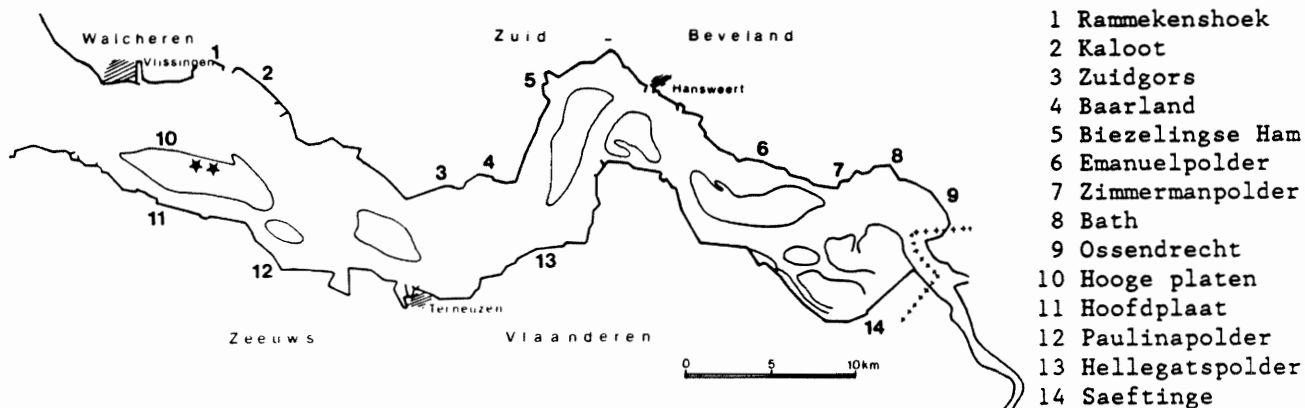 Walcheren
Vlissingen
Zuid Beveland
Hansweert
Terneuzen
Zeeuws Vlaanderen
1
2
3
4
5
6
7
8
9
10
11
12
13
14
0 5 10km
1 Rammekenshoek
2 Kaloot
3 Zuidgors
4 Baarland
5 Biezelingse Ham
6 Emanuelpolder
7 Zimmermanpolder
8 Bath
9 Ossendrecht
10 Hooge platen
11 Hoofdplaat
12 Paulinapolder
13 Hellegatspolder
14 Saeftinge